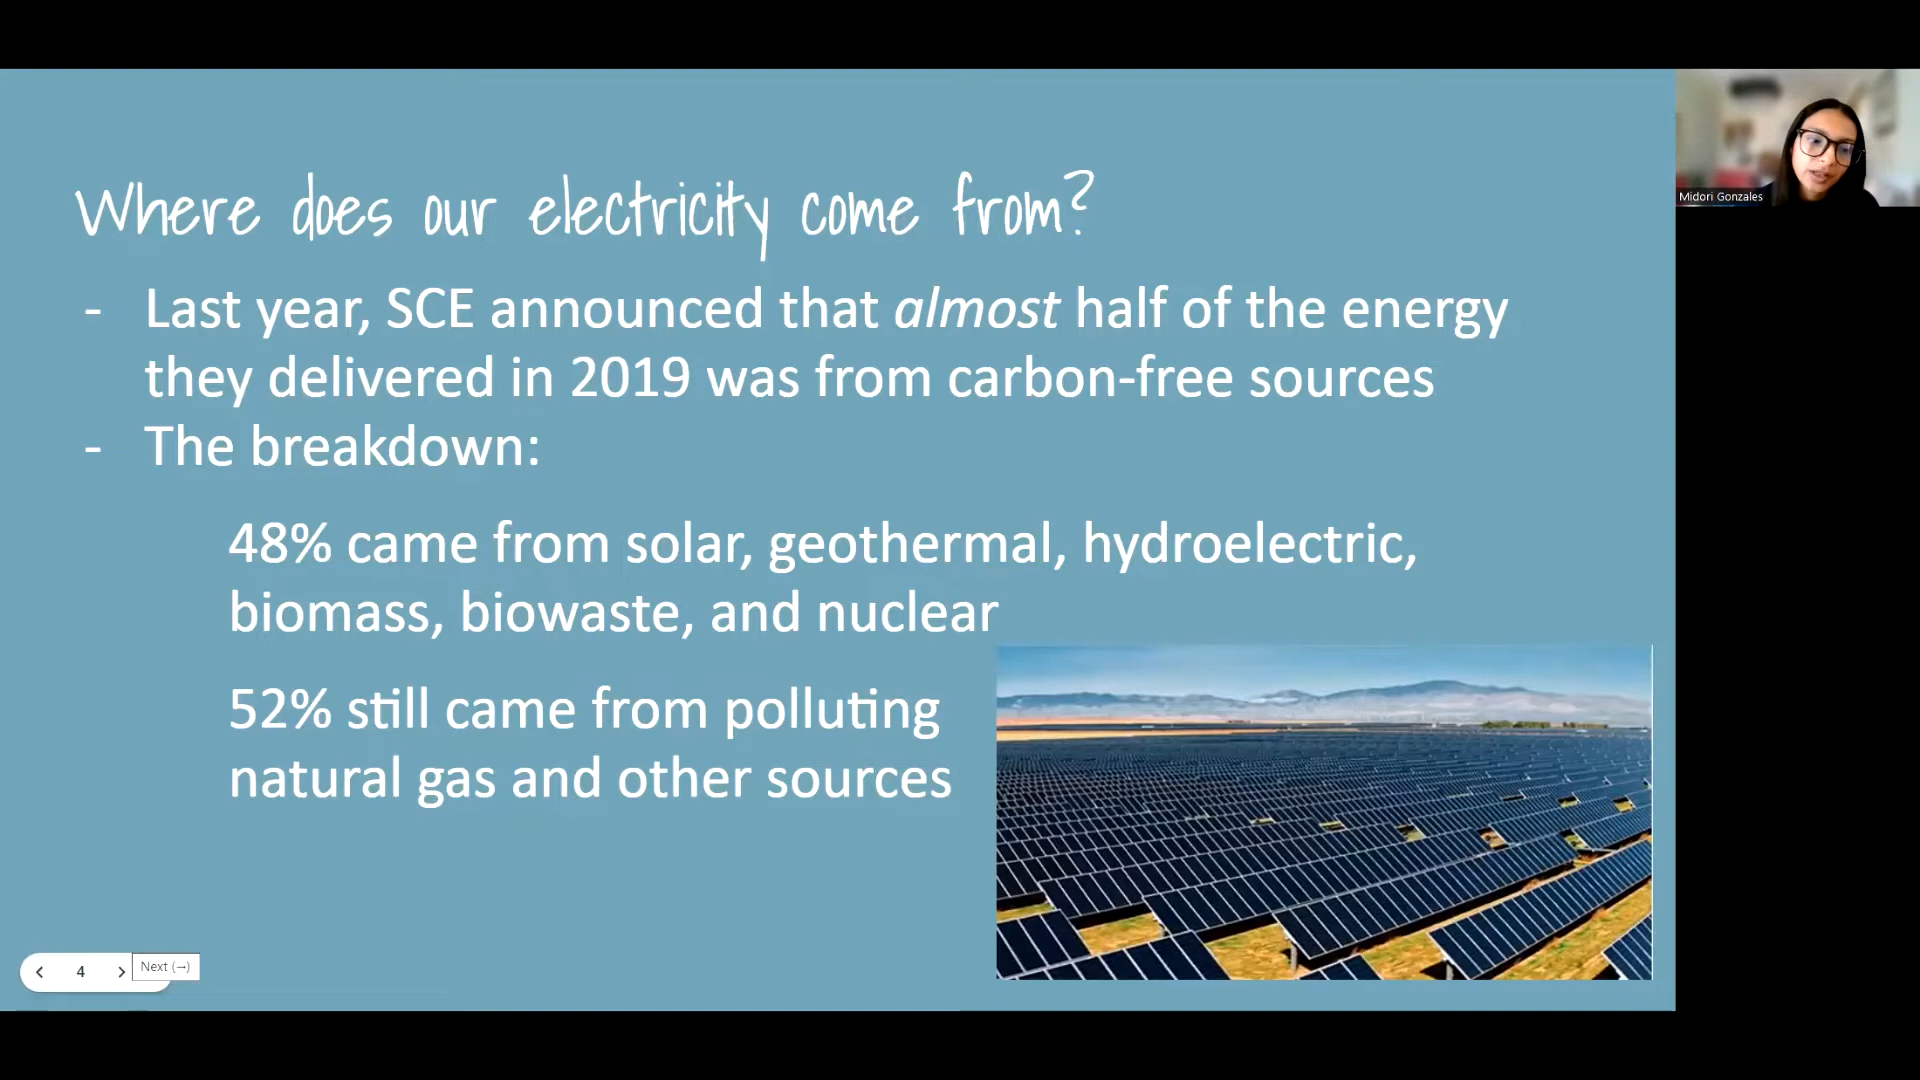 Where does our electricity come from?
- Last year, SCE announced that almost half of the energy
they delivered in 2019 was from carbon-free sources
- The breakdown:
48% came from solar, geothermal, hydroelectric,
biomass, biowaste, and nuclear
52% still came from polluting
natural gas and other sources
Midori Gonzales
4
Next (→)